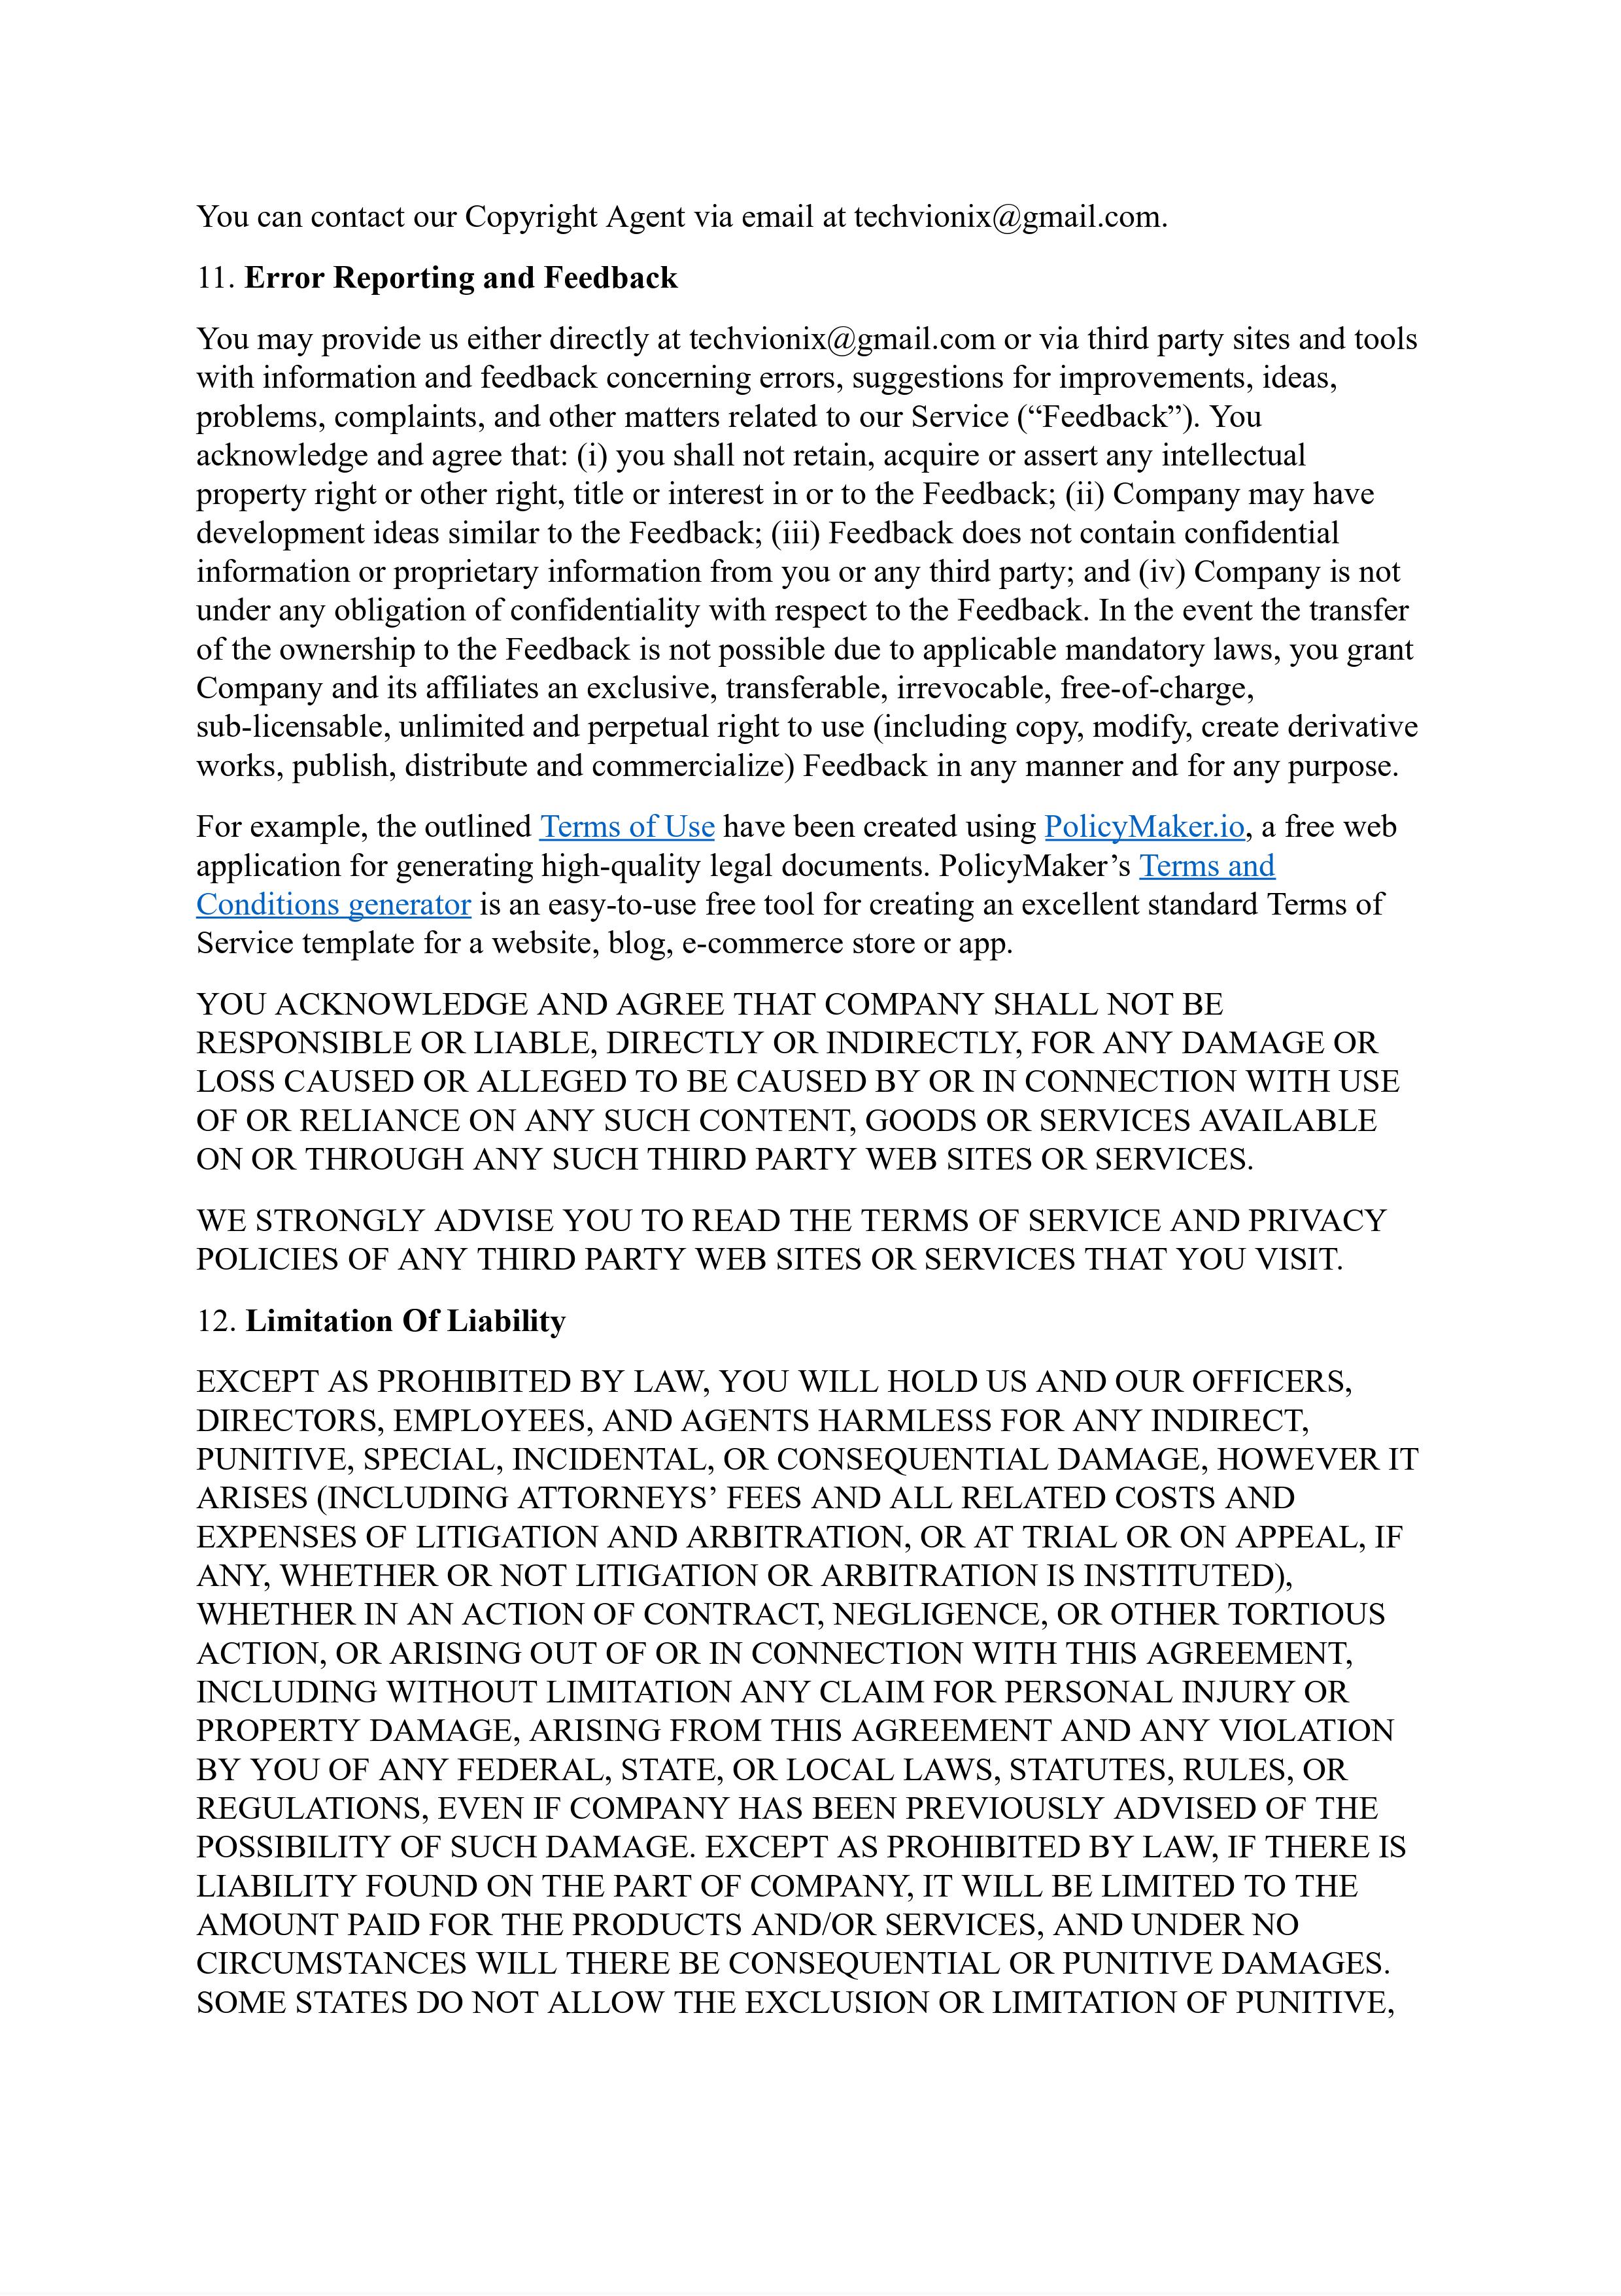 You can contact our Copyright Agent via email at techvionix@gmail.com.
11. Error Reporting and Feedback
You may provide us either directly at techvionix@gmail.com or via third party sites and tools
with information and feedback concerning errors, suggestions for improvements, ideas,
problems, complaints, and other matters related to our Service (“Feedback”). You
acknowledge and agree that: (i) you shall not retain, acquire or assert any intellectual
property right or other right, title or interest in or to the Feedback; (ii) Company may have
development ideas similar to the Feedback; (iii) Feedback does not contain confidential
information or proprietary information from you or any third party; and (iv) Company is not
under any obligation of confidentiality with respect to the Feedback. In the event the transfer
of the ownership to the Feedback is not possible due to applicable mandatory laws, you grant
Company and its affiliates an exclusive, transferable, irrevocable, free-of-charge,
sub-licensable, unlimited and perpetual right to use (including copy, modify, create derivative
works, publish, distribute and commercialize) Feedback in any manner and for any purpose.
For example, the outlined Terms of Use have been created using PolicyMaker.io, a free web
application for generating high-quality legal documents. PolicyMaker’s Terms and
Conditions generator is an easy-to-use free tool for creating an excellent standard Terms of
Service template for a website, blog, e-commerce store or app.
YOU ACKNOWLEDGE AND AGREE THAT COMPANY SHALL NOT BE
RESPONSIBLE OR LIABLE, DIRECTLY OR INDIRECTLY, FOR ANY DAMAGE OR
LOSS CAUSED OR ALLEGED TO BE CAUSED BY OR IN CONNECTION WITH USE
OF OR RELIANCE ON ANY SUCH CONTENT, GOODS OR SERVICES AVAILABLE
ON OR THROUGH ANY SUCH THIRD PARTY WEB SITES OR SERVICES.
WE STRONGLY ADVISE YOU TO READ THE TERMS OF SERVICE AND PRIVACY
POLICIES OF ANY THIRD PARTY WEB SITES OR SERVICES THAT YOU VISIT.
12. Limitation Of Liability
EXCEPT AS PROHIBITED BY LAW, YOU WILL HOLD US AND OUR OFFICERS,
DIRECTORS, EMPLOYEES, AND AGENTS HARMLESS FOR ANY INDIRECT,
PUNITIVE, SPECIAL, INCIDENTAL, OR CONSEQUENTIAL DAMAGE, HOWEVER IT
ARISES (INCLUDING ATTORNEYS’ FEES AND ALL RELATED COSTS AND
EXPENSES OF LITIGATION AND ARBITRATION, OR AT TRIAL OR ON APPEAL, IF
ANY, WHETHER OR NOT LITIGATION OR ARBITRATION IS INSTITUTED),
WHETHER IN AN ACTION OF CONTRACT, NEGLIGENCE, OR OTHER TORTIOUS
ACTION, OR ARISING OUT OF OR IN CONNECTION WITH THIS AGREEMENT,
INCLUDING WITHOUT LIMITATION ANY CLAIM FOR PERSONAL INJURY OR
PROPERTY DAMAGE, ARISING FROM THIS AGREEMENT AND ANY VIOLATION
BY YOU OF ANY FEDERAL, STATE, OR LOCAL LAWS, STATUTES, RULES, OR
REGULATIONS, EVEN IF COMPANY HAS BEEN PREVIOUSLY ADVISED OF THE
POSSIBILITY OF SUCH DAMAGE. EXCEPT AS PROHIBITED BY LAW, IF THERE IS
LIABILITY FOUND ON THE PART OF COMPANY, IT WILL BE LIMITED TO THE
AMOUNT PAID FOR THE PRODUCTS AND/OR SERVICES, AND UNDER NO
CIRCUMSTANCES WILL THERE BE CONSEQUENTIAL OR PUNITIVE DAMAGES.
SOME STATES DO NOT ALLOW THE EXCLUSION OR LIMITATION OF PUNITIVE,